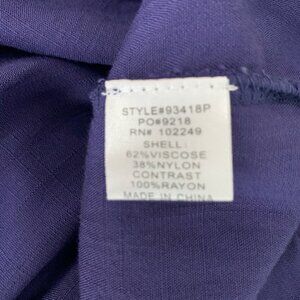 STYLE#93418P
PO#9218
RN# 102249
SHELL:
62%VISCOSE
38%NYLON
CONTRAST
100%RAYON
MADE IN CHINA